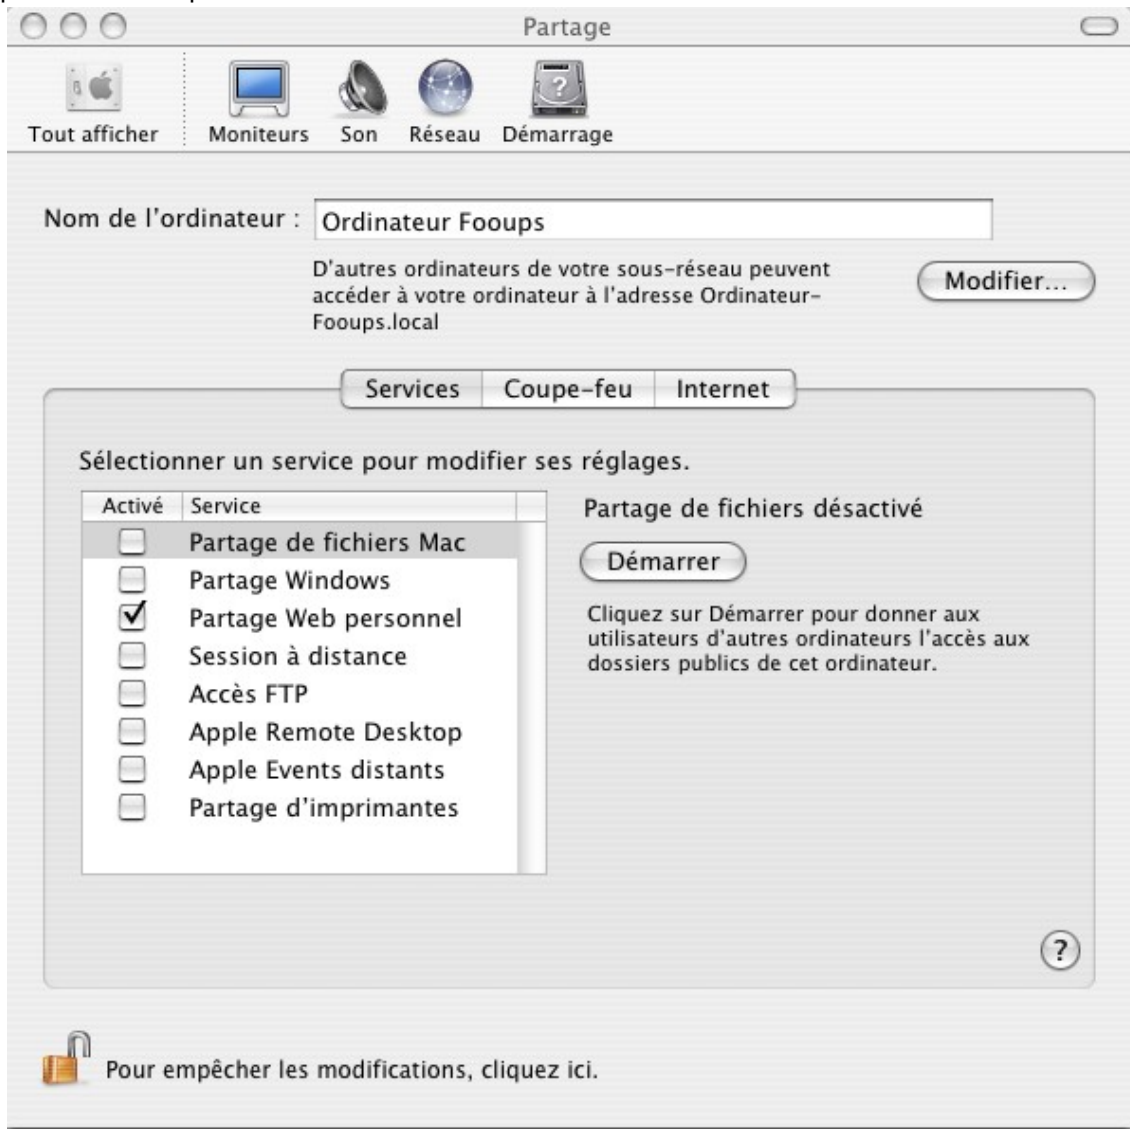 Partage
Tout afficher Moniteurs Son Réseau Démarrage
Nom de l'ordinateur : Ordinateur Fooups
D'autres ordinateurs de votre sous-réseau peuvent
accéder à votre ordinateur à l'adresse Ordinateur-
Fooups.local
Modifier...
Services Coupe-feu Internet
Sélectionner un service pour modifier ses réglages.
Activé Service
Partage de fichiers Mac
Partage Windows
Partage Web personnel
Session à distance
Accès FTP
Apple Remote Desktop
Apple Events distants
Partage d'imprimantes
Partage de fichiers désactivé
Démarrer
Cliquez sur Démarrer pour donner aux
utilisateurs d'autres ordinateurs l'accès aux
dossiers publics de cet ordinateur.
?
Pour empêcher les modifications, cliquez ici.